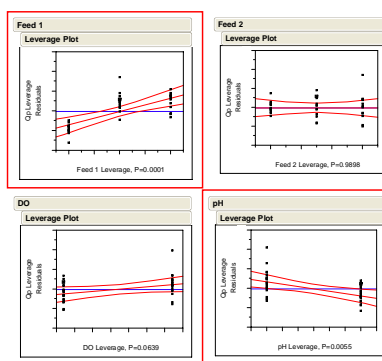 Feed 1
Leverage Plot
Qp Leverage
Residuals
Feed 1 Leverage, P=0.0001
Feed 2
Leverage Plot
Qp Leverage
Residuals
Feed 2 Leverage, P=0.9898
DO
Leverage Plot
Qp Leverage
Residuals
DO Leverage, P=0.0639
pH
Leverage Plot
Qp Leverage
Residuals
pH Leverage, P=0.0055